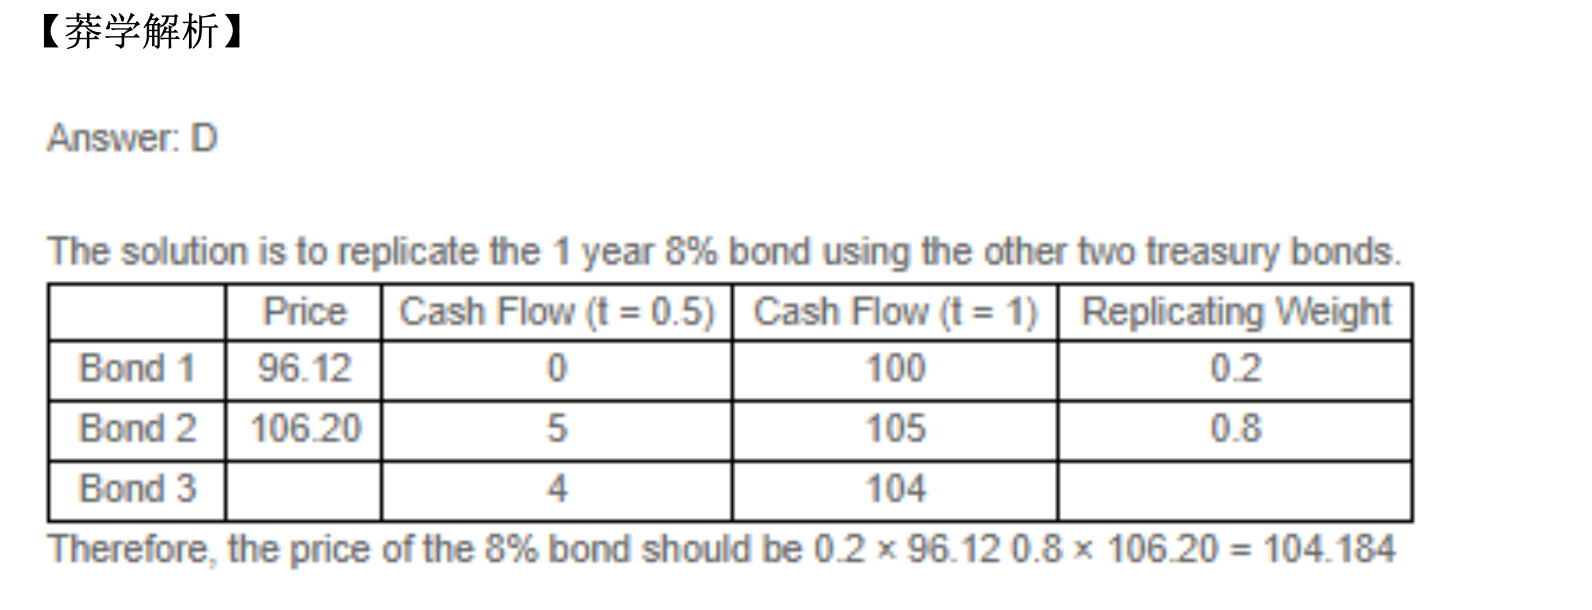 【莽学解析】
Answer: D
The solution is to replicate the 1 year 8% bond using the other two treasury bonds.
Price Cash Flow (t = 0.5) Cash Flow (t = 1) Replicating Weight
Bond 1 96.12 0 100 0.2
Bond 2 106.20 5 105 0.8
Bond 3 4 104
Therefore, the price of the 8% bond should be 0.2 × 96.12 0.8 × 106.20 = 104.184